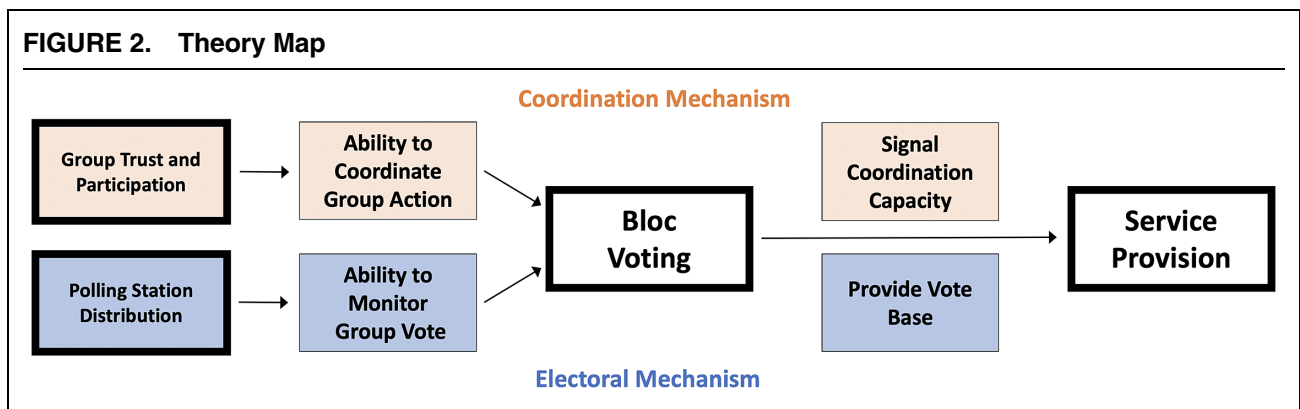 FIGURE 2. Theory Map
Coordination Mechanism
Group Trust and
Participation
Ability to
Coordinate
Group Action
Signal
Coordination
Capacity
Bloc
Voting
Service
Provision
Polling Station
Distribution
Ability to
Monitor
Group Vote
Provide Vote
Base
Electoral Mechanism